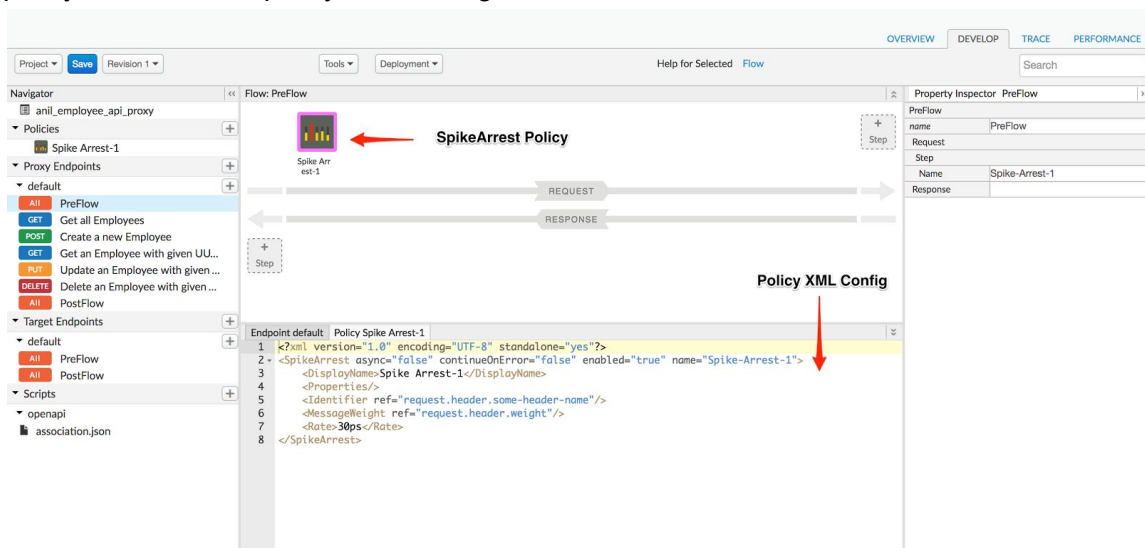 OVERVIEW DEVELOP TRACE PERFORMANCE
Project Save Revision 1 Tools Deployment Help for Selected Flow Search
Navigator
anil_employee_api_proxy
Policies
Spike Arrest-1
Proxy Endpoints
default
All PreFlow
GET Get all Employees
POST Create a new Employee
GET Get an Employee with given UU...
PUT Update an Employee with given ...
DELETE Delete an Employee with given ...
All PostFlow
Target Endpoints
default
All PreFlow
All PostFlow
Scripts
openapi
association.json
Flow: PreFlow
SpikeArrest Policy
Spike Arr
est-1
+
Step
REQUEST
RESPONSE
+
Step
Policy XML Config
Endpoint default Policy Spike Arrest-1
1 <?xml version="1.0" encoding="UTF-8" standalone="yes"?>
2 <SpikeArrest async="false" continueOnError="false" enabled="true" name="Spike-Arrest-1">
3 <DisplayName>Spike Arrest-1</DisplayName>
4 <Properties/>
5 <Identifier ref="request.header.some-header-name"/>
6 <MessageWeight ref="request.header.weight"/>
7 <Rate>30ps</Rate>
8 </SpikeArrest>
Property Inspector PreFlow
PreFlow
name PreFlow
Request
Step
Name Spike-Arrest-1
Response